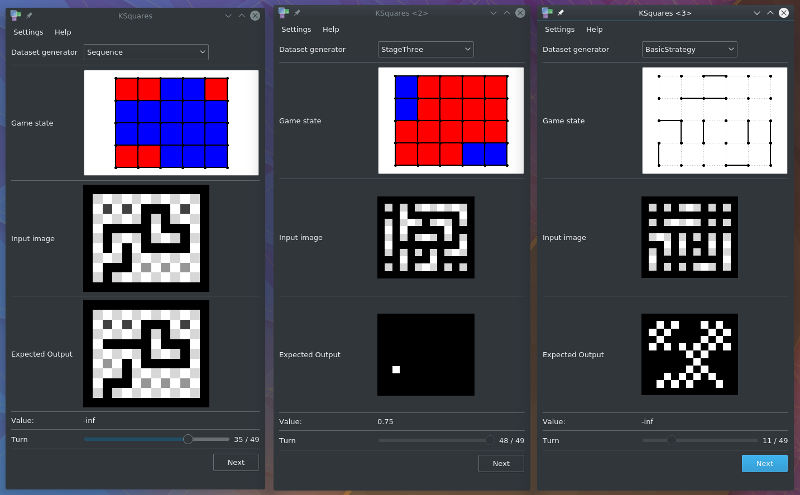 KSquares
Settings Help
Dataset generator Sequence
Game state
Input image
Expected Output
Value: -inf
Turn 35 / 49
Next
KSquares <2>
Settings Help
Dataset generator StageThree
Game state
Input image
Expected Output
Value: 0.75
Turn 48 / 49
Next
KSquares <3>
Settings Help
Dataset generator BasicStrategy
Game state
Input image
Expected Output
Value: -inf
Turn 11 / 49
Next